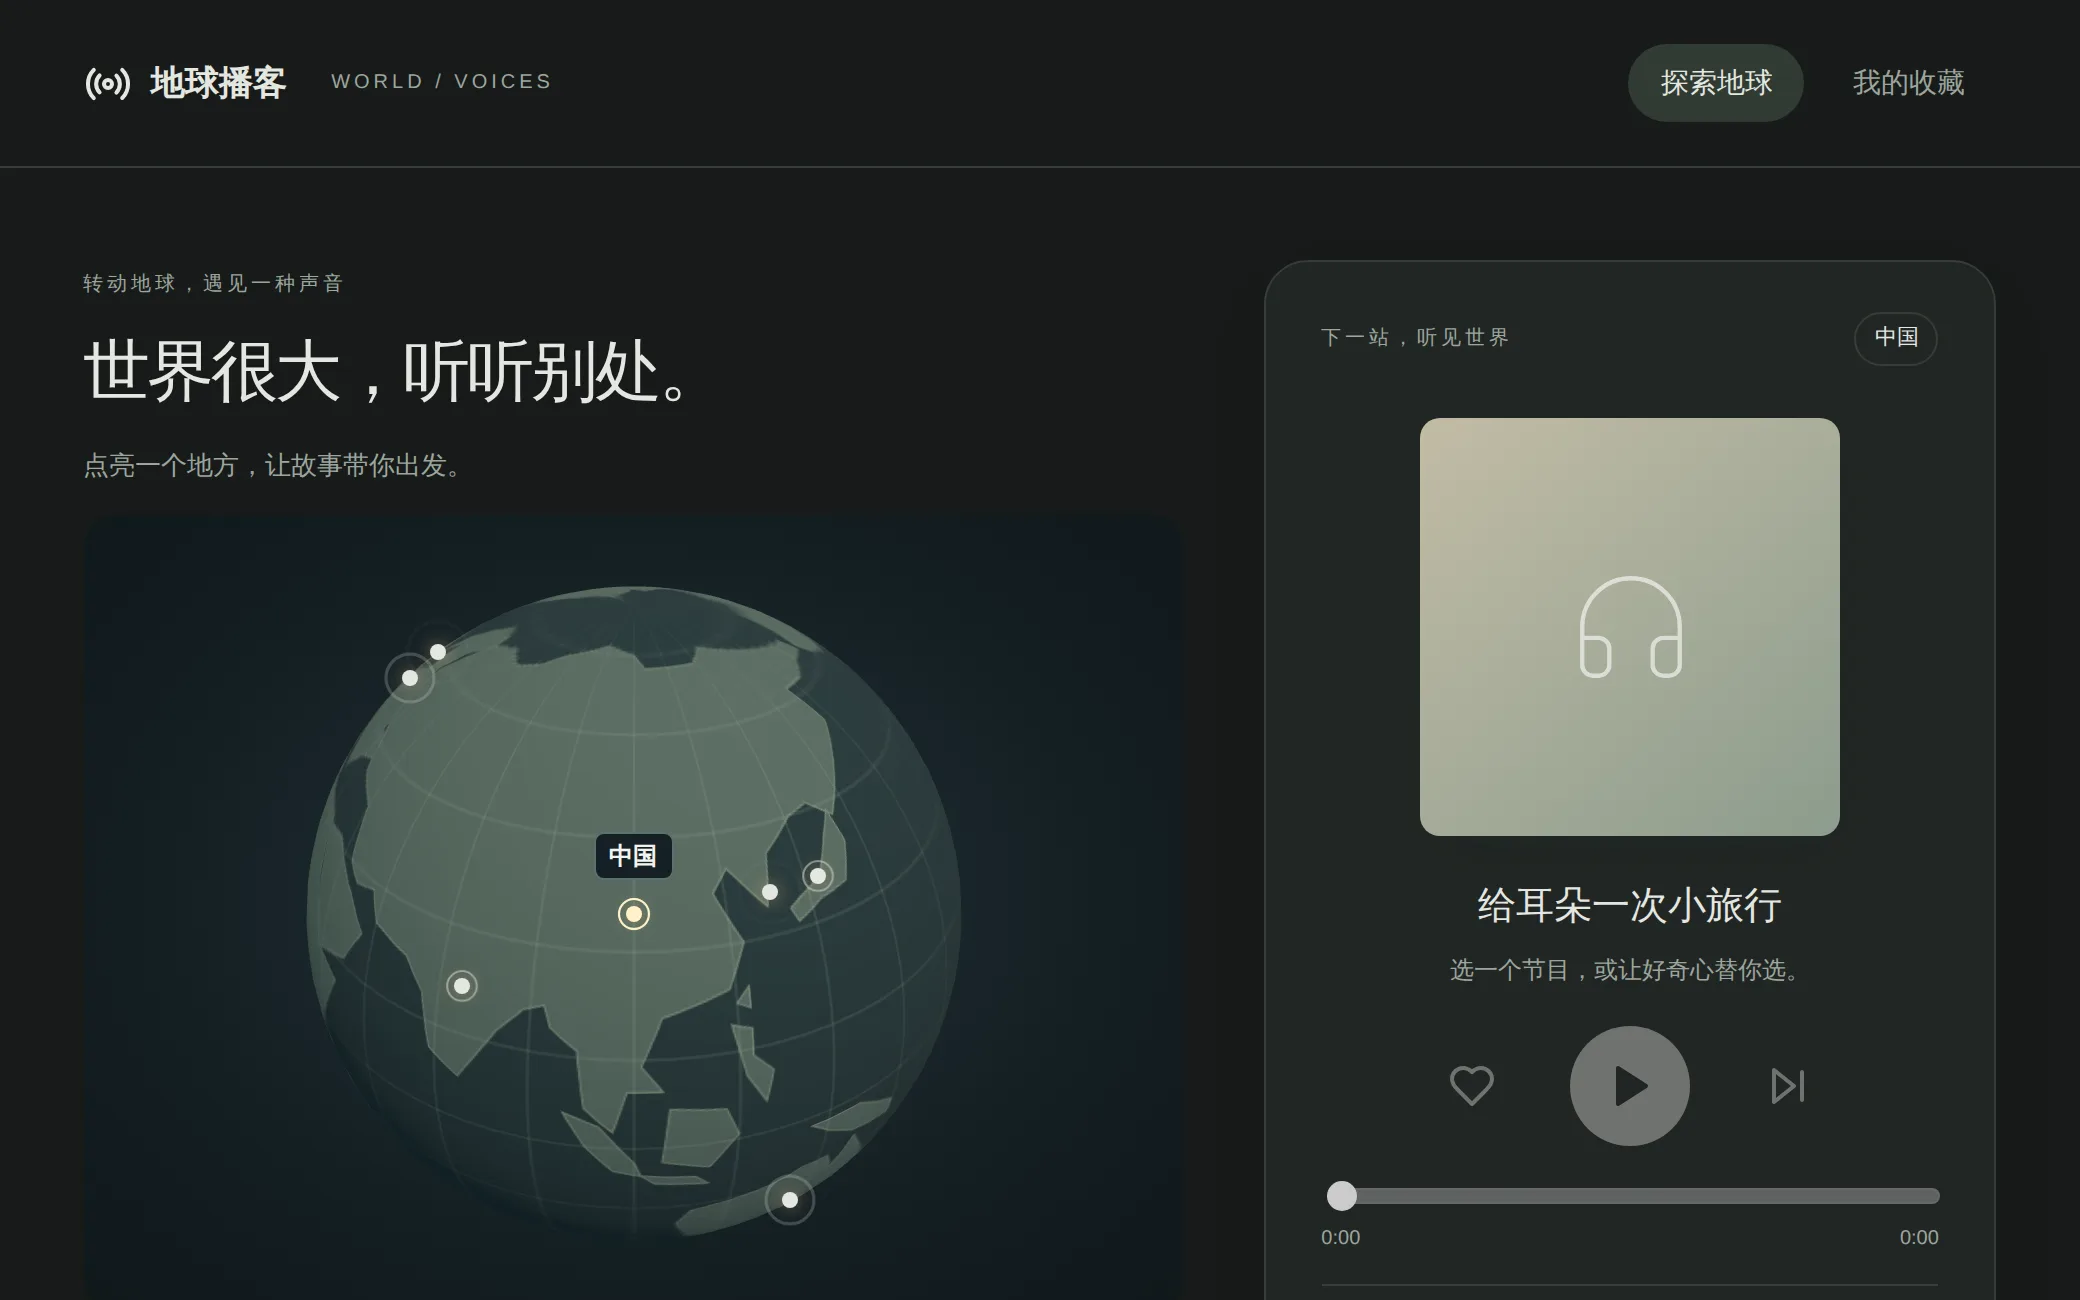 地球播客
WORLD / VOICES
探索地球
我的收藏
转动地球，遇见一种声音
世界很大，听听别处。
点亮一个地方，让故事带你出发。
中国
下一站，听见世界
中国
给耳朵一次小旅行
选一个节目，或让好奇心替你选。
0:00
0:00